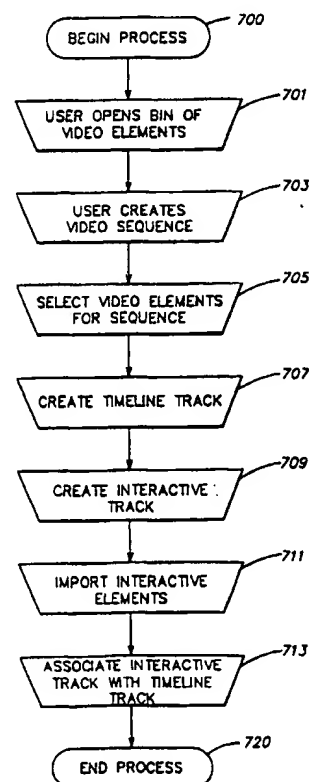 BEGIN PROCESS
700
USER OPENS BIN OF
VIDEO ELEMENTS
701
USER CREATES
VIDEO SEQUENCE
703
SELECT VIDEO ELEMENTS
FOR SEQUENCE
705
CREATE TIMELINE TRACK
707
CREATE INTERACTIVE
TRACK
709
IMPORT INTERACTIVE
ELEMENTS
711
ASSOCIATE INTERACTIVE
TRACK WITH TIMELINE
TRACK
713
END PROCESS
720